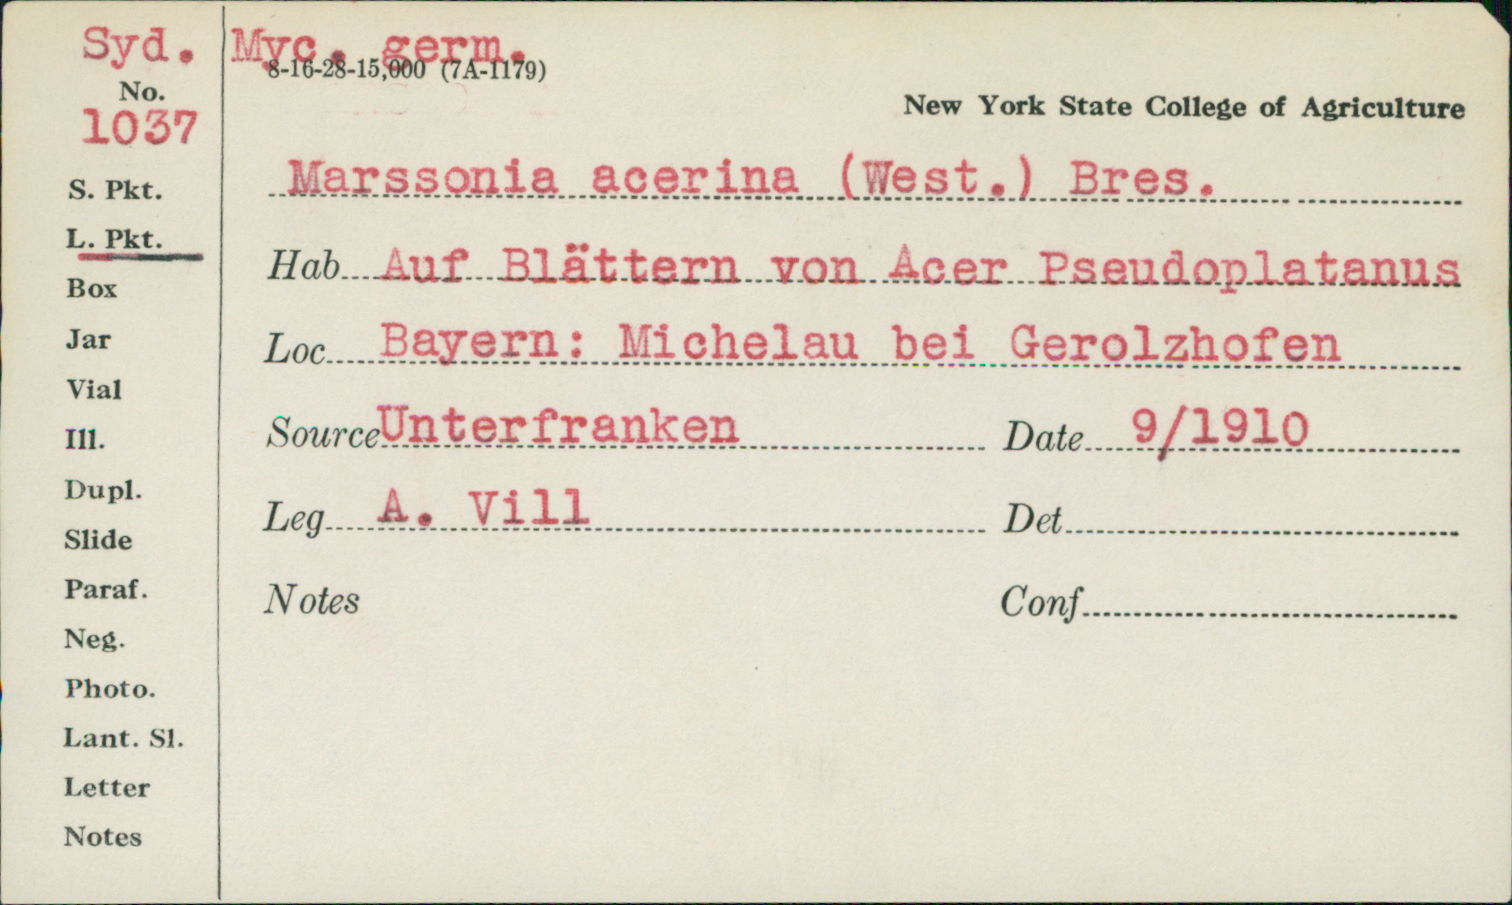 Syd. Myc. germ.
8-16-28-15,000 (7A-1179)
No.
1037
New York State College of Agriculture
Marssonia acerina (West.) Bres.
S. Pkt.
L. Pkt.
Box
Jar
Vial
Ill.
Dupl.
Slide
Paraf.
Neg.
Photo.
Lant. Sl.
Letter
Notes
Hab Auf Blättern von Acer Pseudoplatanus
Loc Bayern: Michelau bei Gerolzhofen
Source Unterfranken Date 9/1910
Leg A. Vill Det
Notes Conf